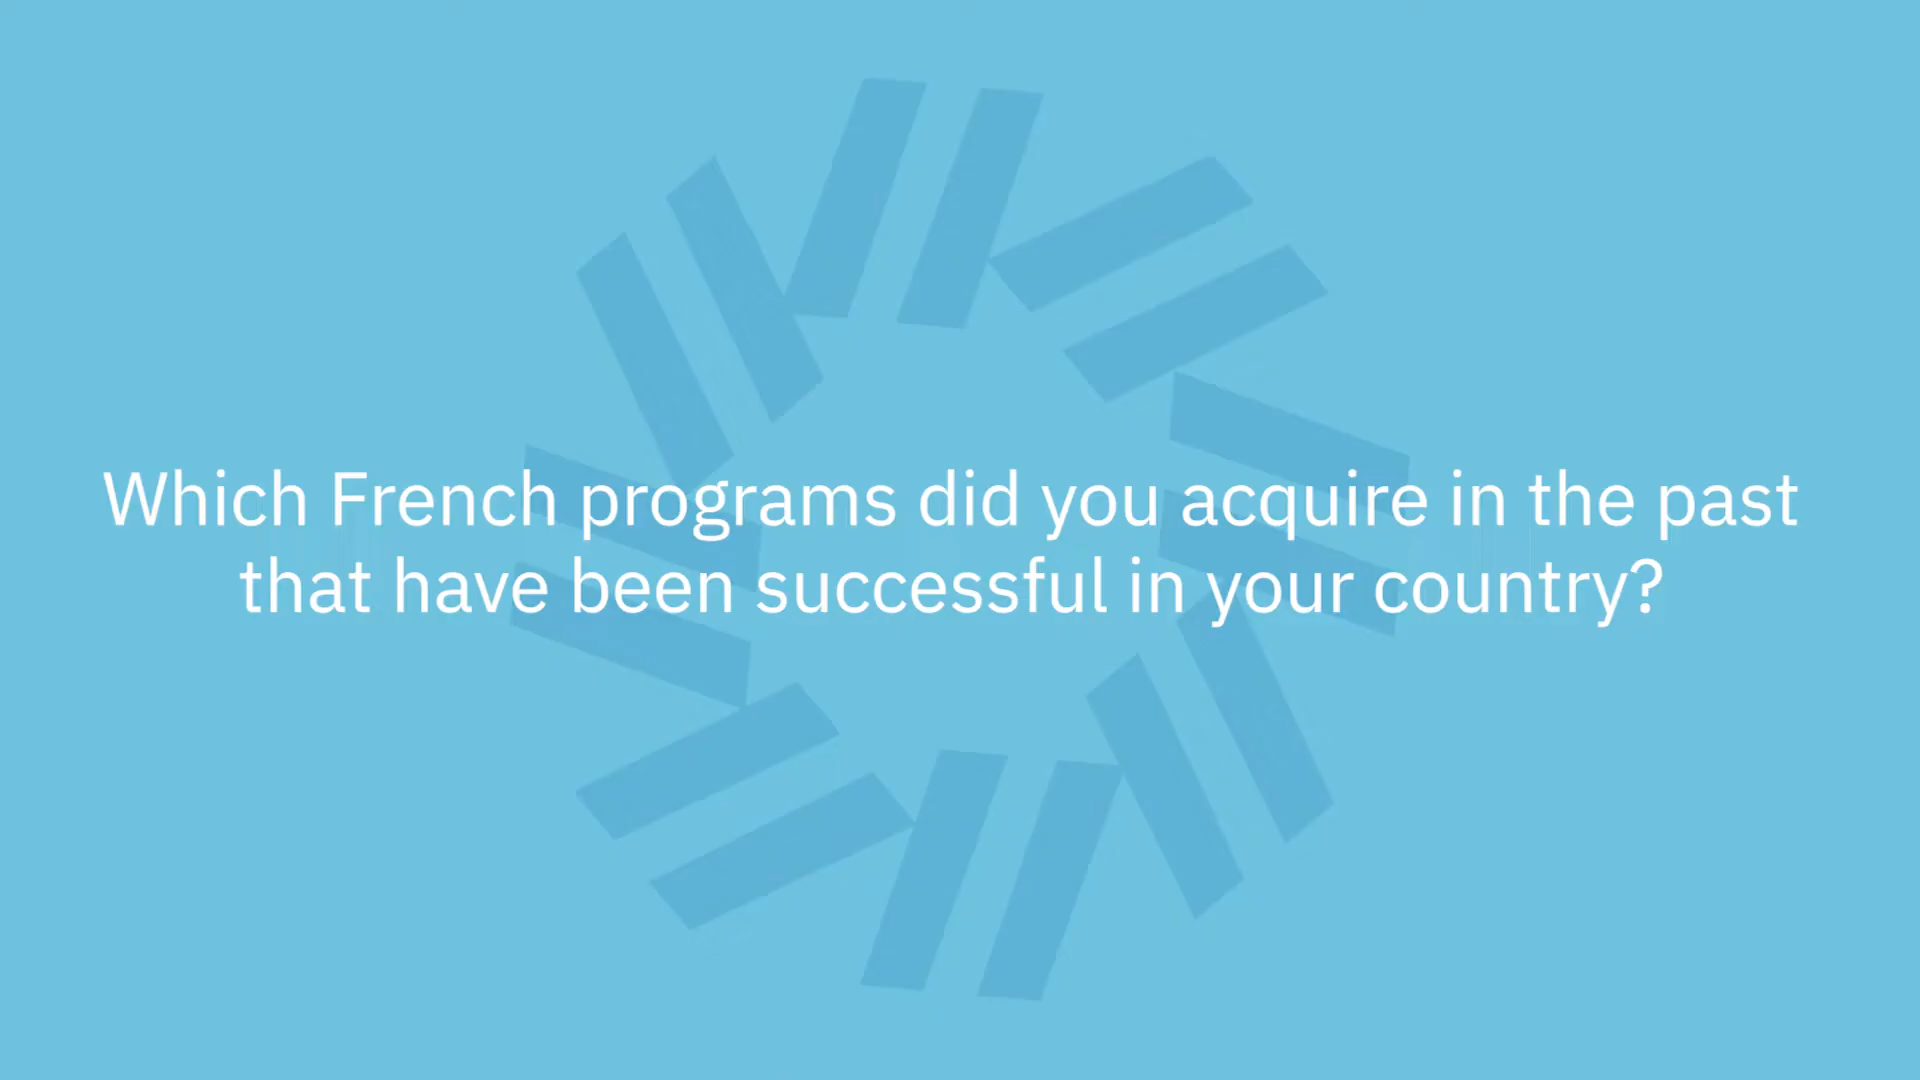 Which French programs did you acquire in the past
that have been successful in your country?